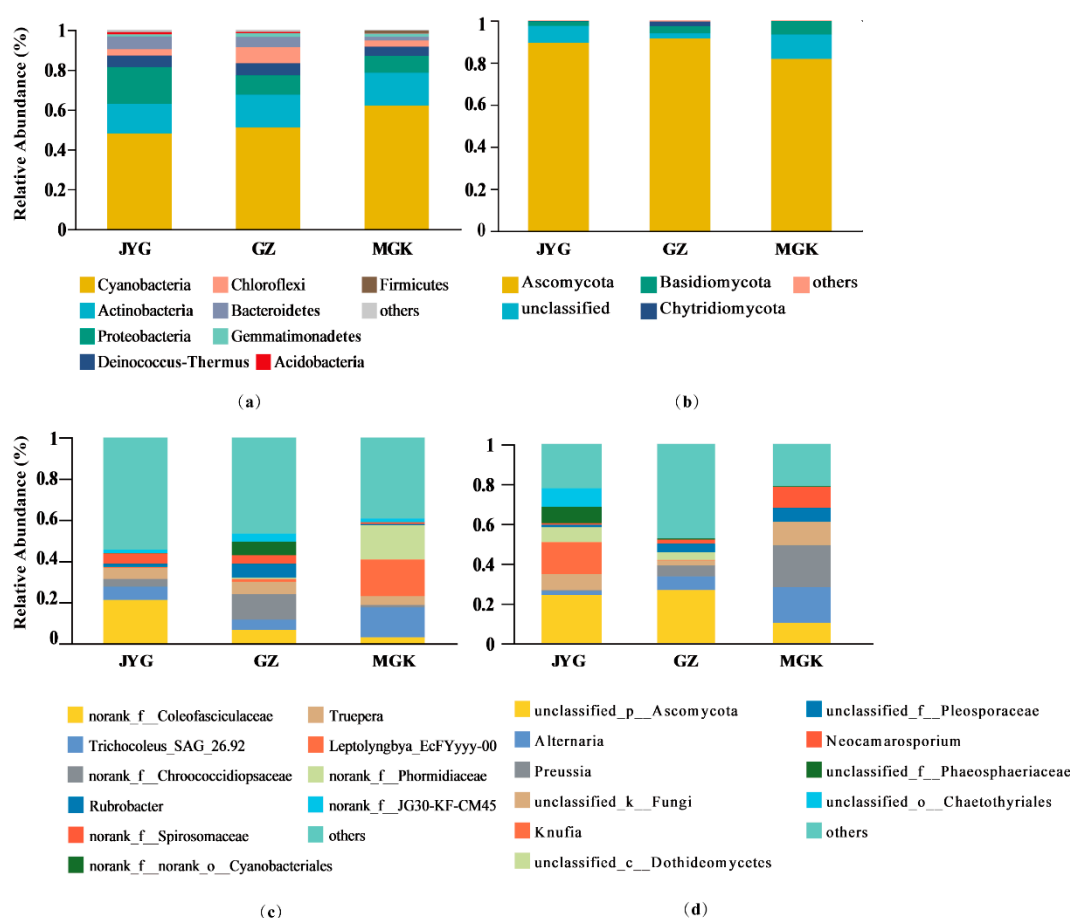 Relative Abundance (%)
1
0.8
0.6
0.4
0.2
0
JYG GZ MGK
Cyanobacteria Chloroflexi Firmicutes
Actinobacteria Bacteroidetes others
Proteobacteria Gemmatimonadetes
Deinococcus-Thermus Acidobacteria
(a)
1
0.8
0.6
0.4
0.2
0
JYG GZ MGK
Ascomycota Basidiomycota others
unclassified Chytridiomycota
(b)
Relative Abundance (%)
1
0.8
0.6
0.4
0.2
0
JYG GZ MGK
norank_f__Coleofasciculaceae Truepera
Trichocoleus_SAG_26.92 Leptolyngbya_EcFYyyy-00
norank_f__Chroococcidiopsaceae norank_f__Phormidiaceae
Rubrobacter norank_f__JG30-KF-CM45
norank_f__Spirosomaceae others
norank_f__norank_o__Cyanobacteriales
(c)
1
0.8
0.6
0.4
0.2
0
JYG GZ MGK
unclassified_p__Ascomycota unclassified_f__Pleosporaceae
Alternaria Neocamarosporium
Preussia unclassified_f__Phaeosphaeriaceae
unclassified_k__Fungi unclassified_o__Chaetothyriales
Knufia others
unclassified_c__Dothideomycetes
(d)